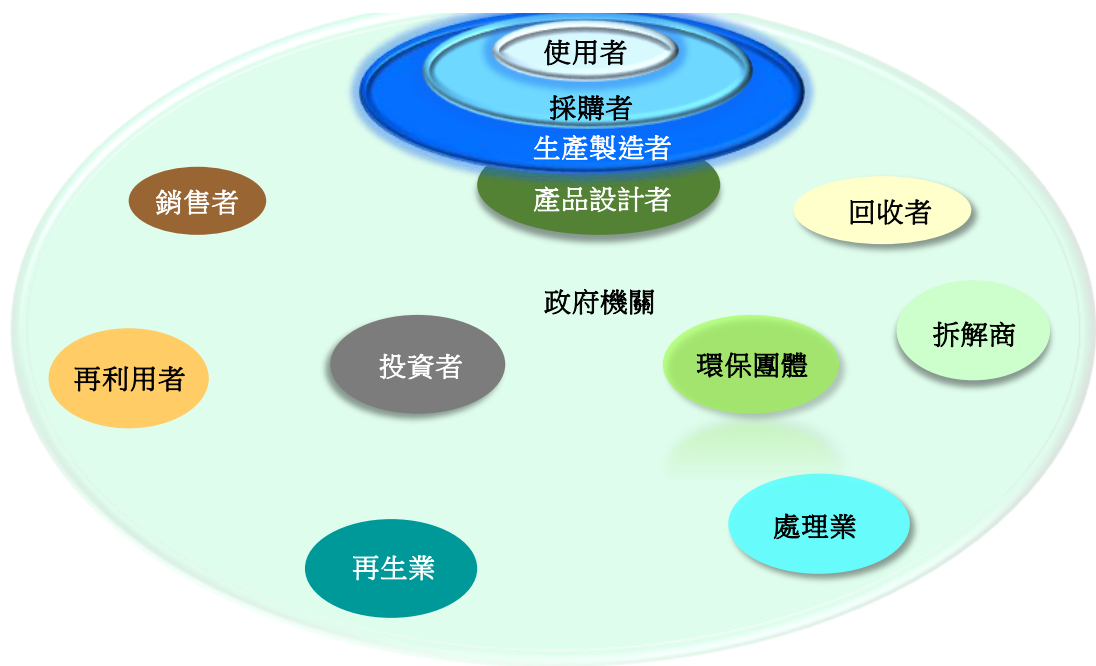 使用者
採購者
生產製造者
銷售者
產品設計者
回收者
政府機關
拆解商
再利用者
投資者
環保團體
處理業
再生業